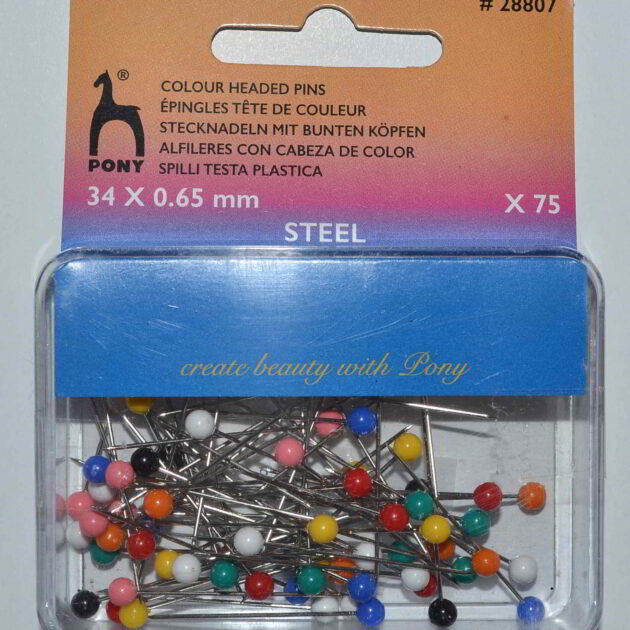 # 28807
®
COLOUR HEADED PINS
ÉPINGLES TÊTE DE COULEUR
STECKNADELN MIT BUNTEN KÖPFEN
ALFILERES CON CABEZA DE COLOR
PONY SPILLI TESTA PLASTICA
34 X 0.65 mm X 75
STEEL
create beauty with Pony